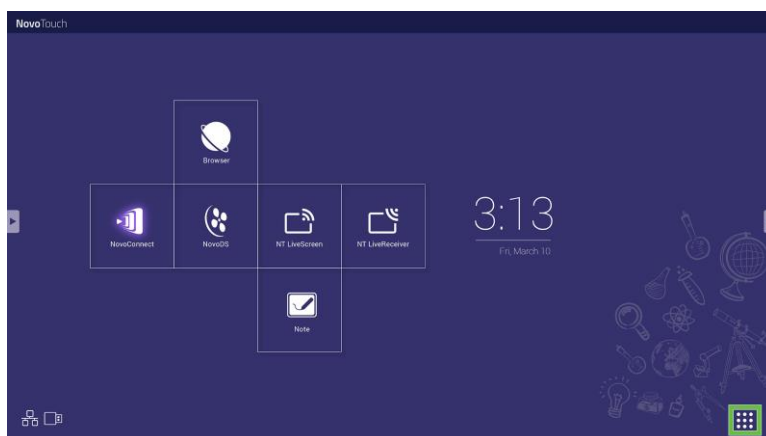 NovoTouch
Browser
NovoConnect
NovoDS
NT LiveScreen
NT LiveReceiver
3:13
Fri, March 10
Note